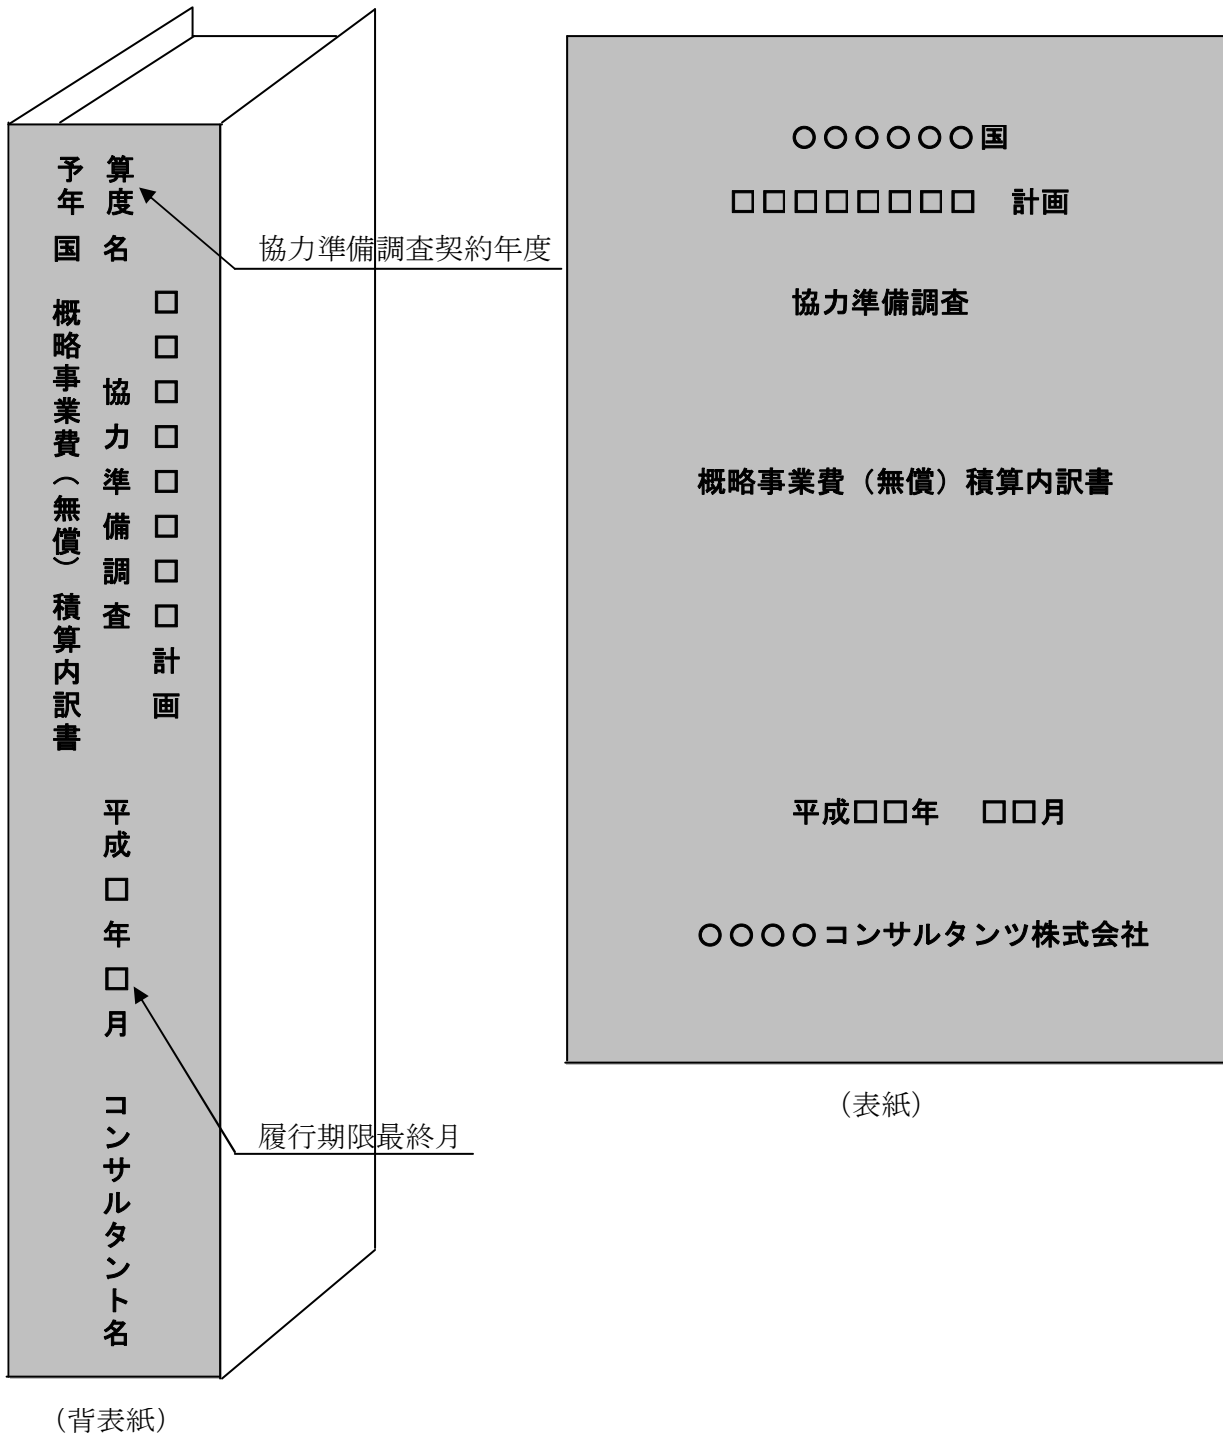 予算
年度
国名
□□□□□□□□計画
協力準備調査
概略事業費（無償）積算内訳書
平成□年□月
コンサルタント名
(背表紙)
協力準備調査契約年度
履行期限最終月
○○○○○○国
□□□□□□□□　計画
協力準備調査
概略事業費（無償）積算内訳書
平成□□年　□□月
○○○○コンサルタンツ株式会社
(表紙)